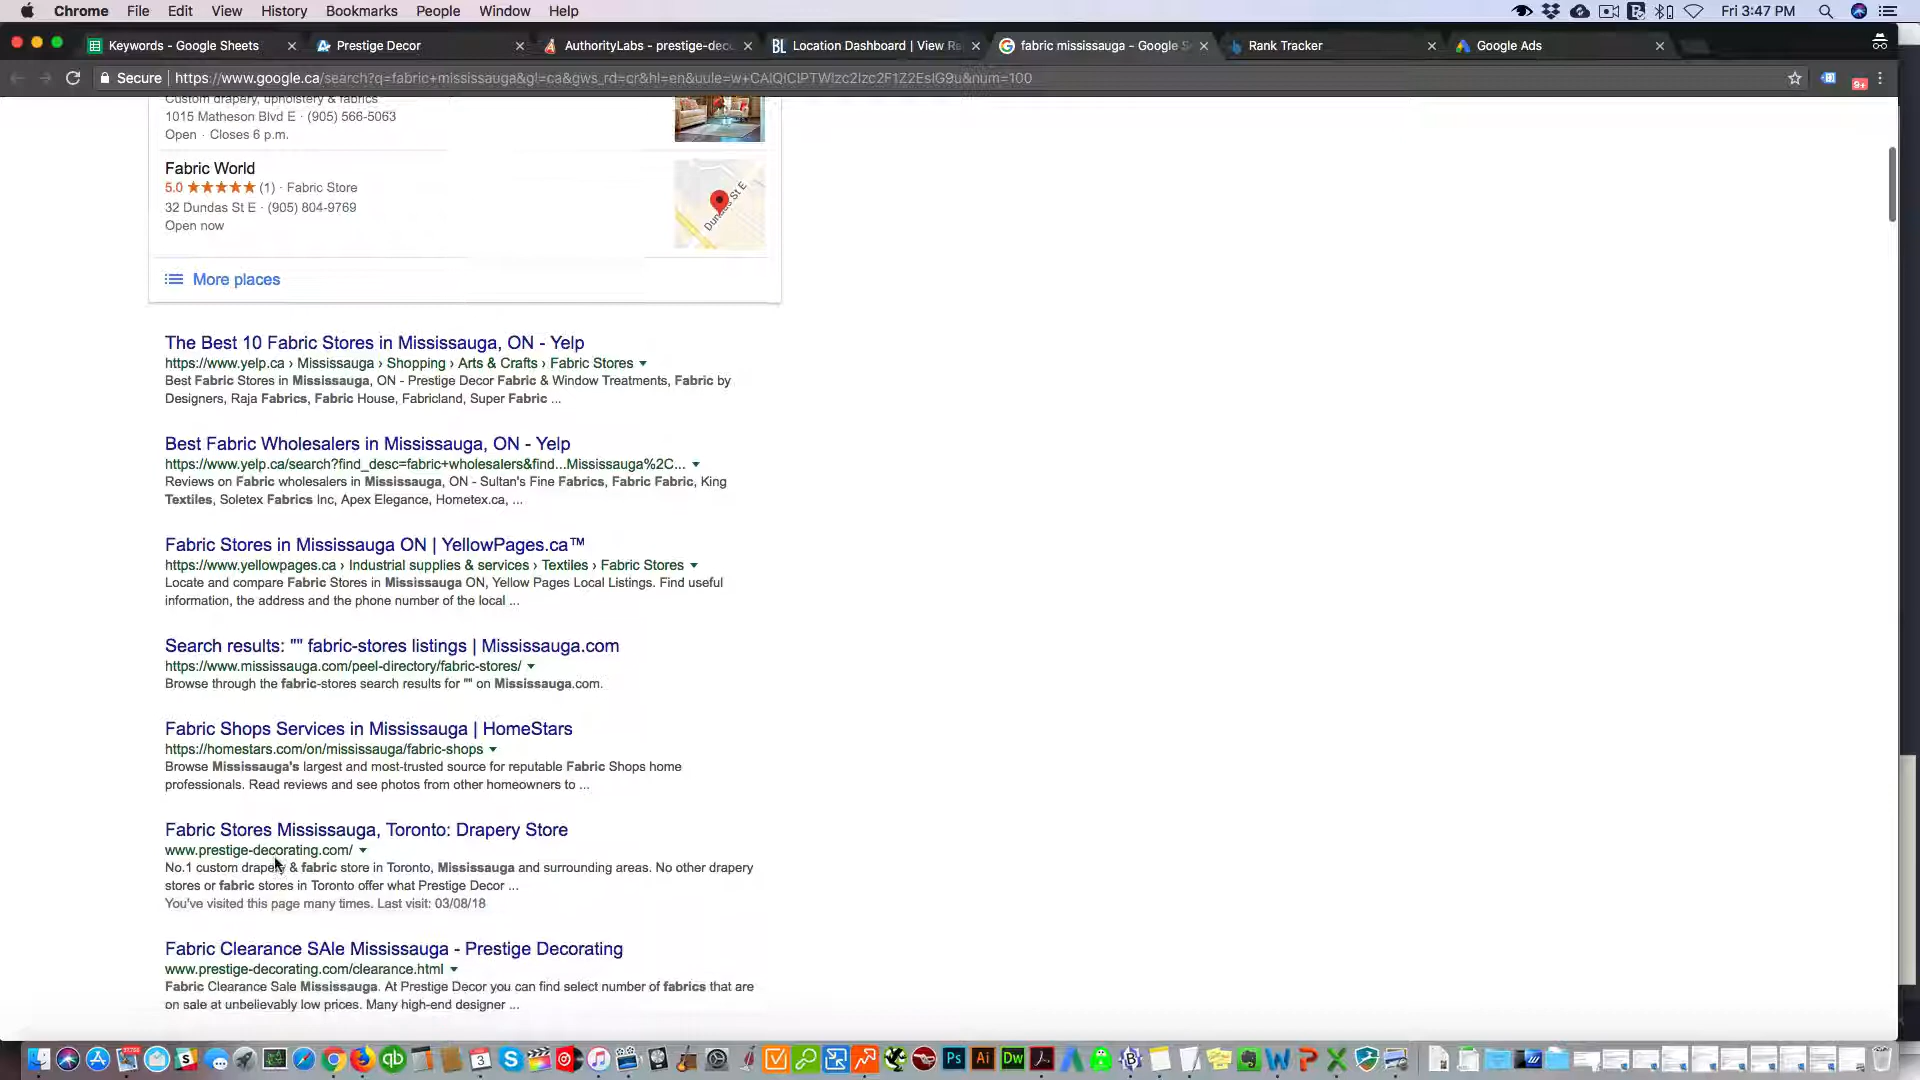 Chrome File Edit View History Bookmarks People Window Help Fri 3:47 PM
Keywords - Google Sheets Prestige Decor AuthorityLabs - prestige-deco Location Dashboard | View Ra fabric mississauga - Google S Rank Tracker Google Ads
Secure https://www.google.ca/search?q=fabric+mississauga&gl=ca&gws_rd=cr&hl=en&uule=w+CAIQICIPTWlzc2lzc2F1Z2EsIG9u&num=100
9+
Custom drapery, upholstery & fabrics
1015 Matheson Blvd E · (905) 566-5063
Open · Closes 6 p.m.
Fabric World
5.0 ★★★★★ (1) · Fabric Store
32 Dundas St E · (905) 804-9769
Open now
Dundas St E
More places
The Best 10 Fabric Stores in Mississauga, ON - Yelp
https://www.yelp.ca › Mississauga › Shopping › Arts & Crafts › Fabric Stores
Best Fabric Stores in Mississauga, ON - Prestige Decor Fabric & Window Treatments, Fabric by
Designers, Raja Fabrics, Fabric House, Fabricland, Super Fabric ...
Best Fabric Wholesalers in Mississauga, ON - Yelp
https://www.yelp.ca/search?find_desc=fabric+wholesalers&find...Mississauga%2C...
Reviews on Fabric wholesalers in Mississauga, ON - Sultan's Fine Fabrics, Fabric Fabric, King
Textiles, Soletex Fabrics Inc, Apex Elegance, Hometex.ca, ...
Fabric Stores in Mississauga ON | YellowPages.ca™
https://www.yellowpages.ca › Industrial supplies & services › Textiles › Fabric Stores
Locate and compare Fabric Stores in Mississauga ON, Yellow Pages Local Listings. Find useful
information, the address and the phone number of the local ...
Search results: "" fabric-stores listings | Mississauga.com
https://www.mississauga.com/peel-directory/fabric-stores/
Browse through the fabric-stores search results for "" on Mississauga.com.
Fabric Shops Services in Mississauga | HomeStars
https://homestars.com/on/mississauga/fabric-shops
Browse Mississauga's largest and most-trusted source for reputable Fabric Shops home
professionals. Read reviews and see photos from other homeowners to ...
Fabric Stores Mississauga, Toronto: Drapery Store
www.prestige-decorating.com/
No.1 custom drapery & fabric store in Toronto, Mississauga and surrounding areas. No other drapery
stores or fabric stores in Toronto offer what Prestige Decor ...
You've visited this page many times. Last visit: 03/08/18
Fabric Clearance SAle Mississauga - Prestige Decorating
www.prestige-decorating.com/clearance.html
Fabric Clearance Sale Mississauga. At Prestige Decor you can find select number of fabrics that are
on sale at unbelievably low prices. Many high-end designer ...